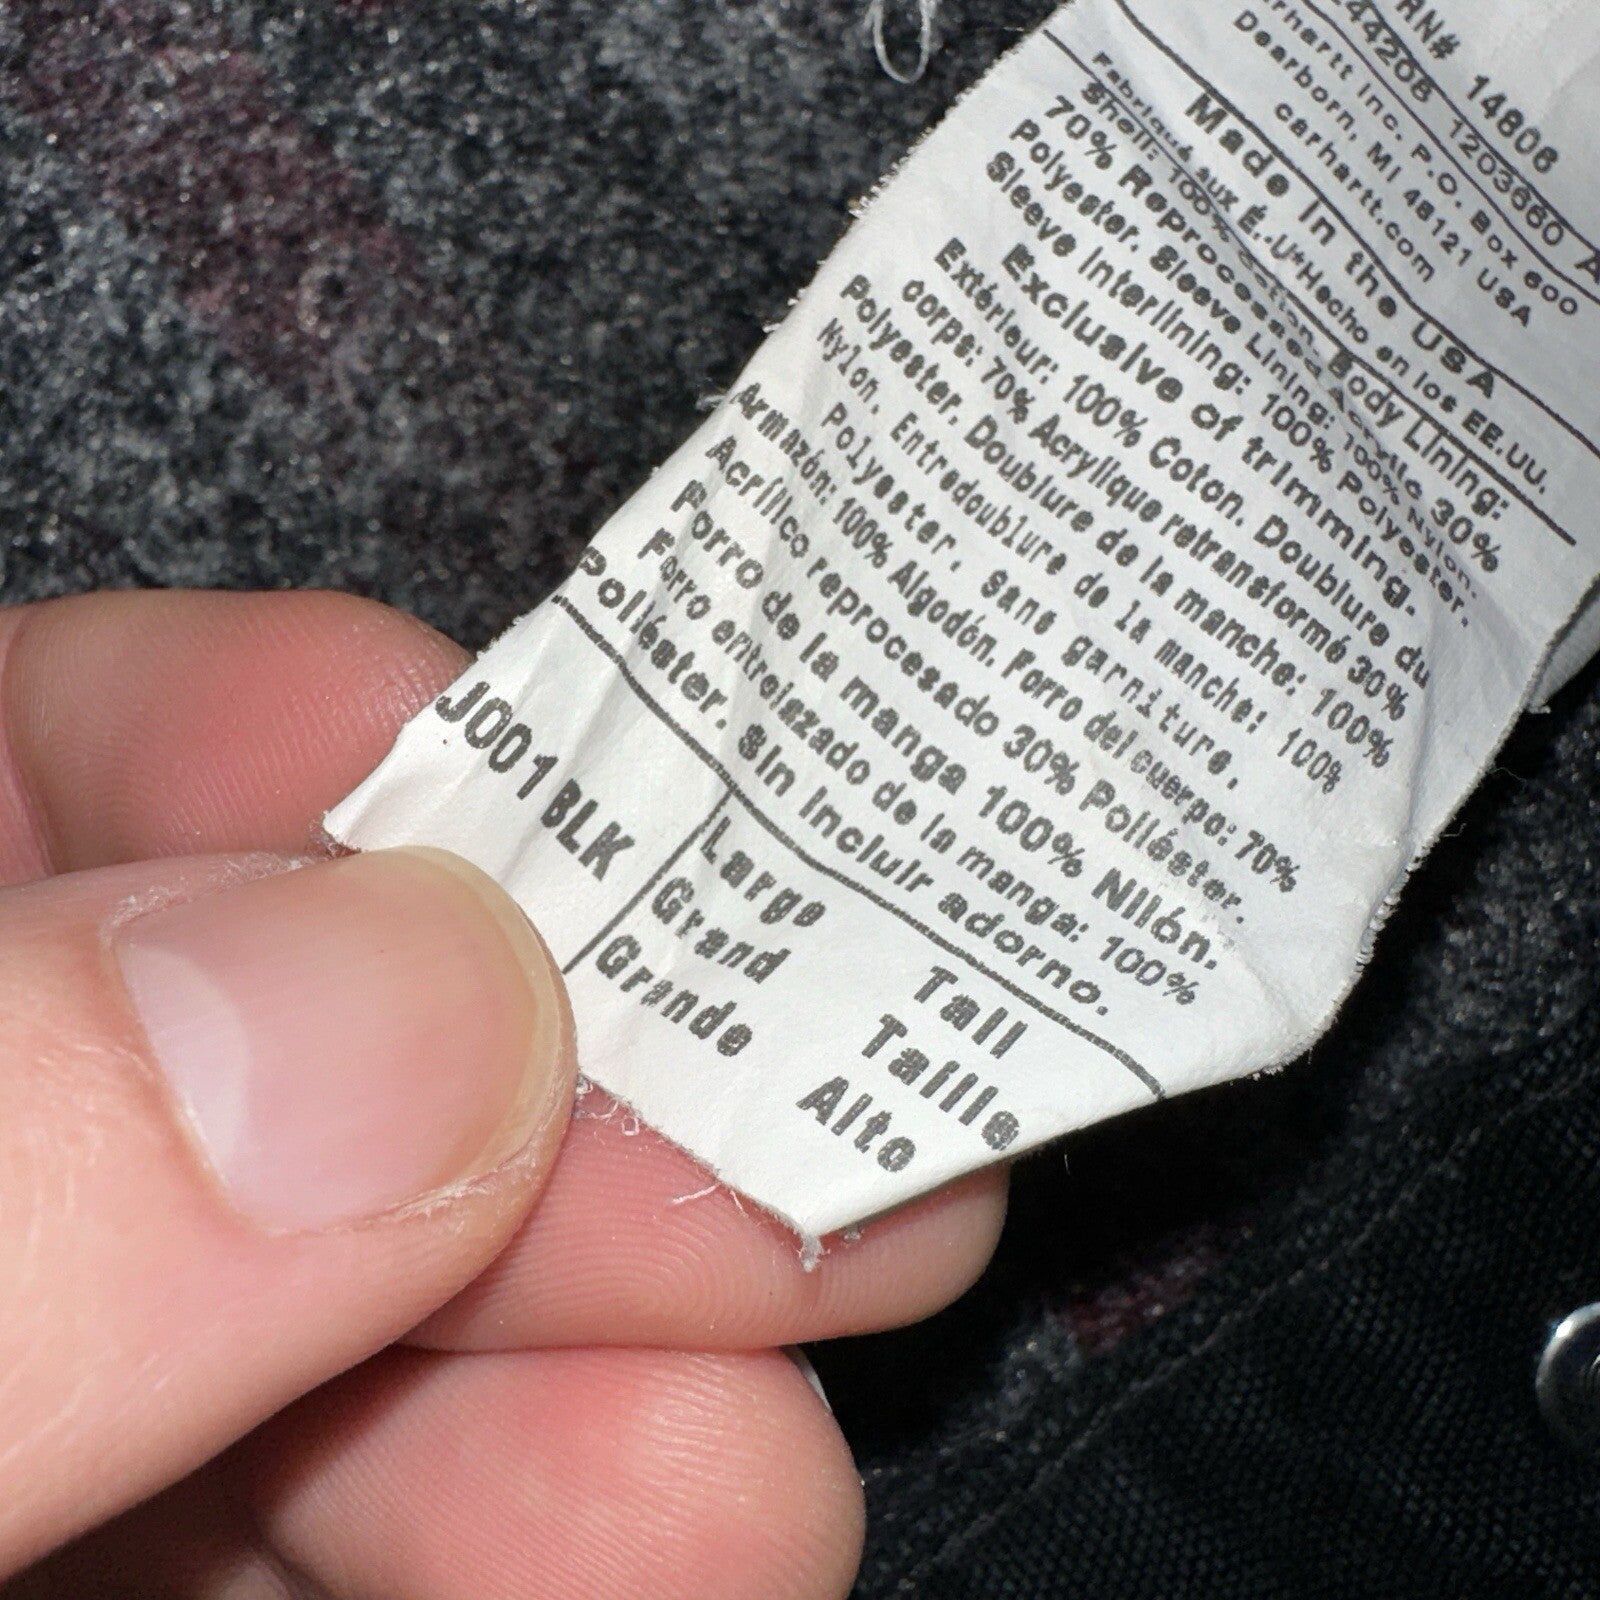 RN# 14806
244208 1203660 A
rhartt Inc. P.O. Box 600
Dearborn, MI 48121 USA
carhartt.com
Made in the USA
Fabriqué aux É.-U*Hecho en los EE.UU.
Shell: 100% Cotton. Body Lining:
70% Reprocessed Acrylic 30%
Polyester. Sleeve Lining: 100% Nylon.
Sleeve Interlining: 100% Polyester.
Exclusive of trimming.
Extérieur: 100% Coton. Doublure du
corps: 70% Acrylique retransformé 30%
Polyester. Doublure de la manche: 100%
Nylon. Entredoublure de la manche: 100%
Polyester. Sans garniture.
Armazón: 100% Algodón. Forro del cuerpo: 70%
Acrílico reprocesado 30% Poliéster.
Forro de la manga 100% Nilón.
Forro entrelazado de la manga: 100%
Poliéster. Sin incluir adorno.
J001 BLK
Large Tall
Grand Taille
Grande Alto